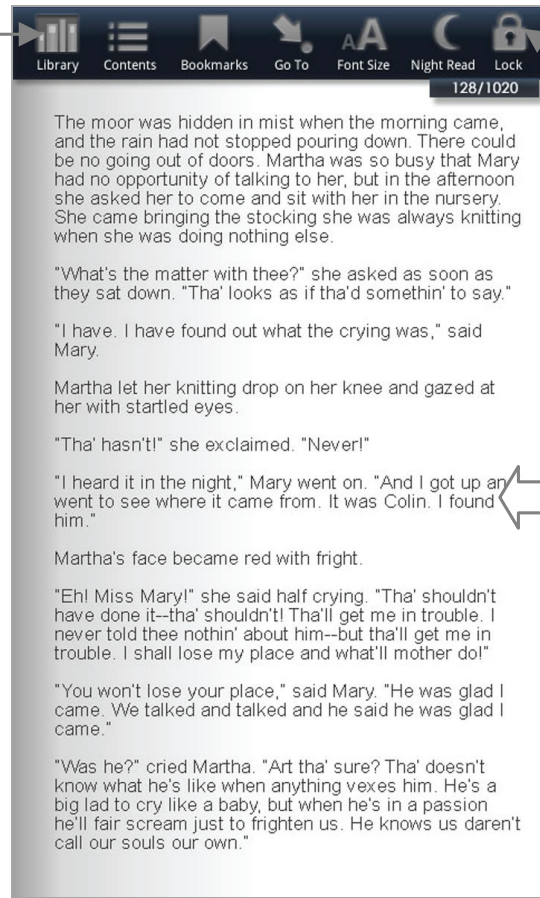 Library Contents Bookmarks Go To AA Font Size Night Read Lock
128/1020
The moor was hidden in mist when the morning came,
and the rain had not stopped pouring down. There could
be no going out of doors. Martha was so busy that Mary
had no opportunity of talking to her, but in the afternoon
she asked her to come and sit with her in the nursery.
She came bringing the stocking she was always knitting
when she was doing nothing else.
"What's the matter with thee?" she asked as soon as
they sat down. "Tha' looks as if tha'd somethin' to say."
"I have. I have found out what the crying was," said
Mary.
Martha let her knitting drop on her knee and gazed at
her with startled eyes.
"Tha' hasn't!" she exclaimed. "Never!"
"I heard it in the night," Mary went on. "And I got up an
went to see where it came from. It was Colin. I found
him."
Martha's face became red with fright.
"Eh! Miss Mary!" she said half crying. "Tha' shouldn't
have done it--tha' shouldn't! Tha'll get me in trouble. I
never told thee nothin' about him--but tha'll get me in
trouble. I shall lose my place and what'll mother do!"
"You won't lose your place," said Mary. "He was glad I
came. We talked and talked and he said he was glad I
came."
"Was he?" cried Martha. "Art tha' sure? Tha' doesn't
know what he's like when anything vexes him. He's a
big lad to cry like a baby, but when he's in a passion
he'll fair scream just to frighten us. He knows us daren't
call our souls our own."